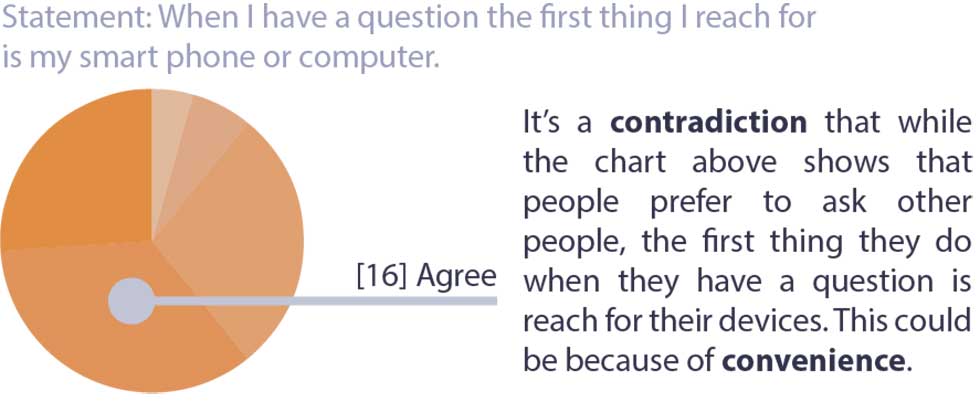 Statement: When I have a question the first thing I reach for
is my smart phone or computer.
[16] Agree
It’s a contradiction that while
the chart above shows that
people prefer to ask other
people, the first thing they do
when they have a question is
reach for their devices. This could
be because of convenience.